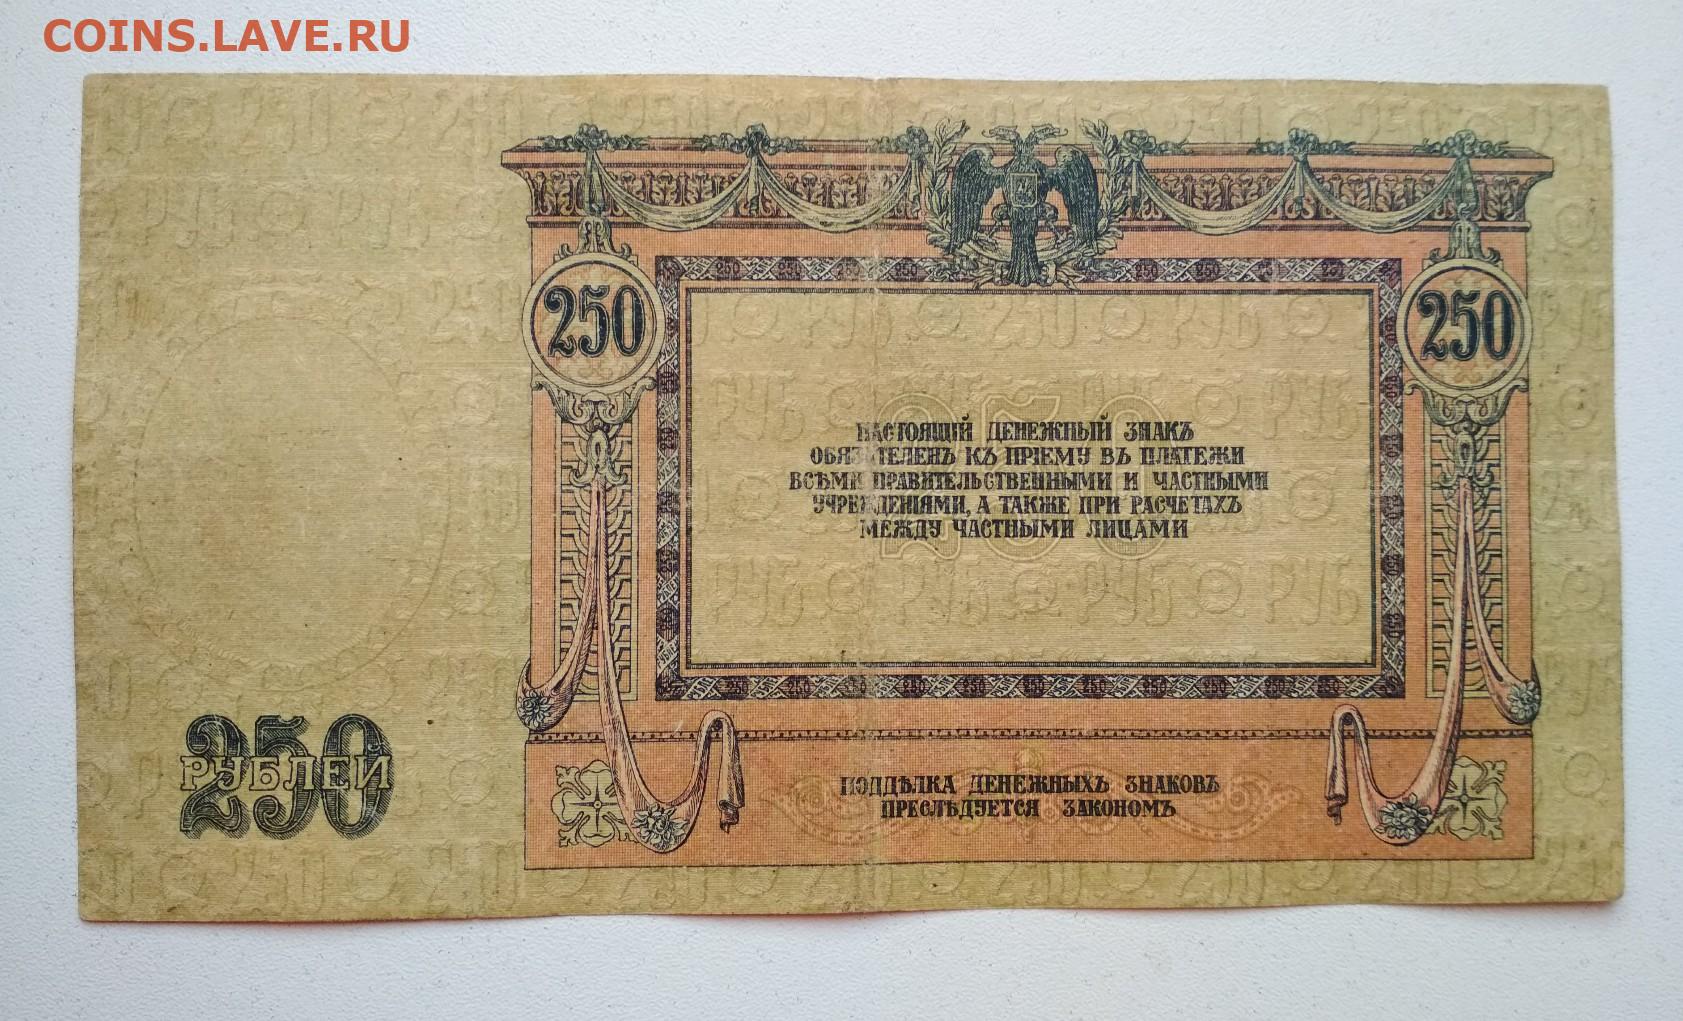 COINS.LAVE.RU
250
250
НАСТОЯЩІЙ ДЕНЕЖНЫЙ ЗНАКЪ
ОБЯЗАТЕЛЕНЪ КЪ ПРІЕМУ ВЪ ПЛАТЕЖИ
ВСѢМИ ПРАВИТЕЛЬСТВЕННЫМИ И ЧАСТНЫМИ
УЧРЕЖДЕНІЯМИ, А ТАКЖЕ ПРИ РАСЧЕТАХЪ
МЕЖДУ ЧАСТНЫМИ ЛИЦАМИ
250
РУБЛЕЙ
ПОДДѢЛКА ДЕНЕЖНЫХЪ ЗНАКОВЪ
ПРЕСЛѢДУЕТСЯ ЗАКОНОМЪ